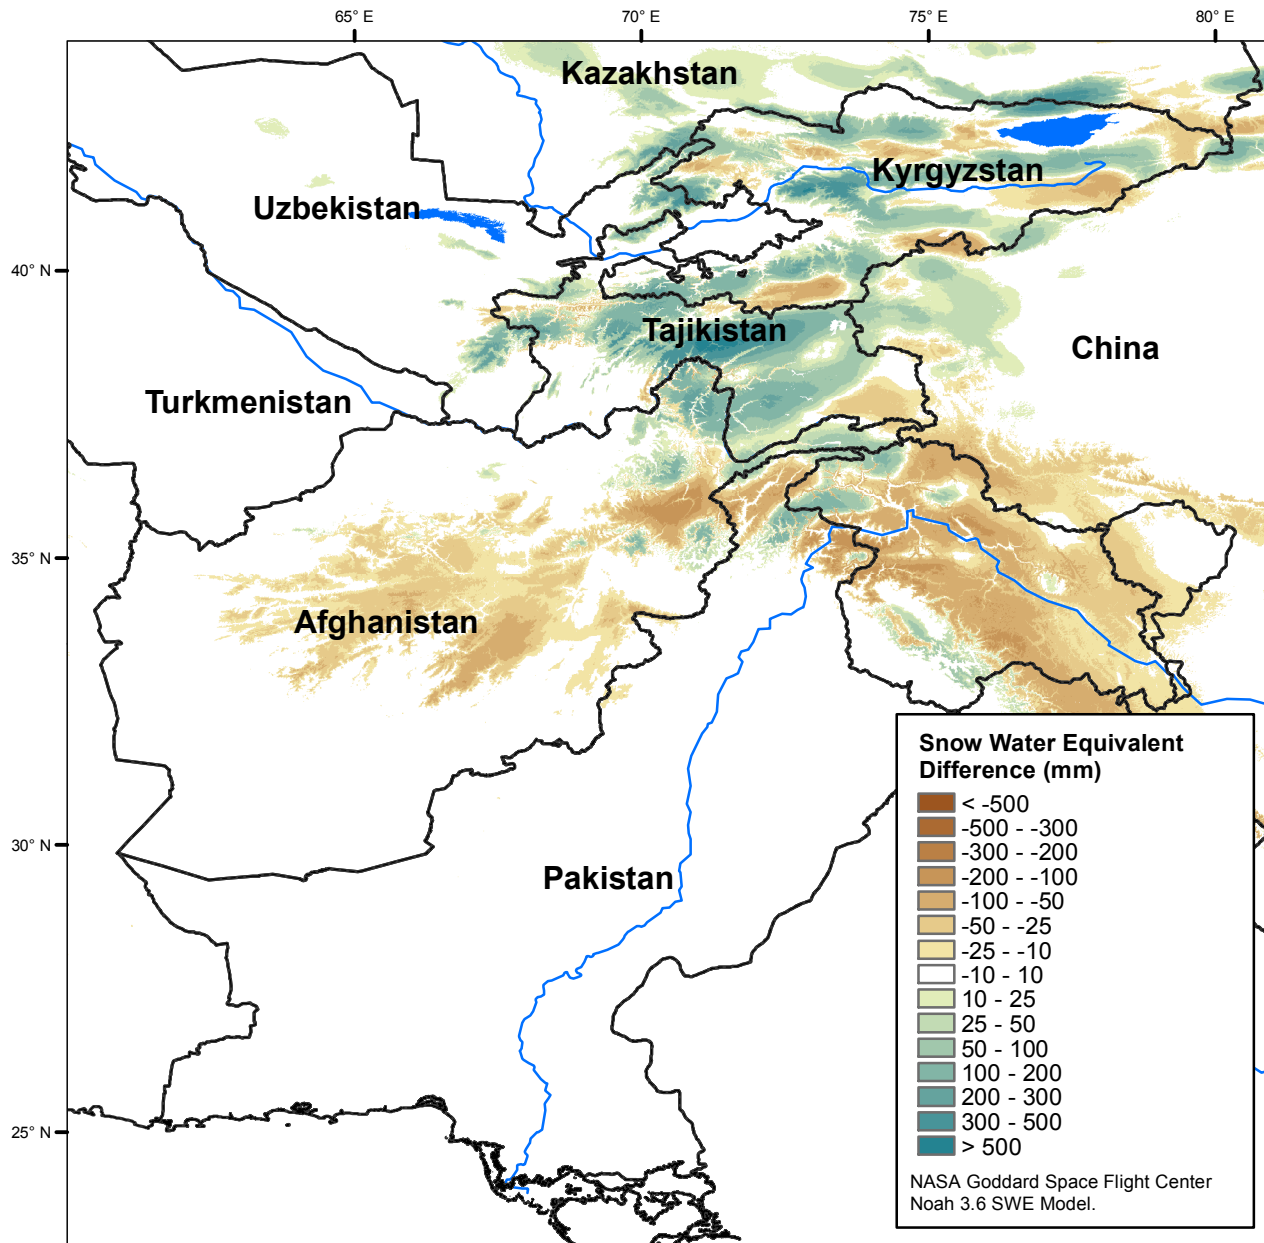 65° E
70° E
75° E
80° E
Kazakhstan
Kyrgyzstan
Uzbekistan
40° N
Tajikistan
China
Turkmenistan
35° N
Afghanistan
Snow Water Equivalent
Difference (mm)
< -500
-500 - -300
30° N
-300 - -200
Pakistan
-200 - -100
-100 - -50
-50 - -25
-25 - -10
-10 - 10
10 - 25
25 - 50
50 - 100
100 - 200
200 - 300
300 - 500
25° N
> 500
NASA Goddard Space Flight Center
Noah 3.6 SWE Model.